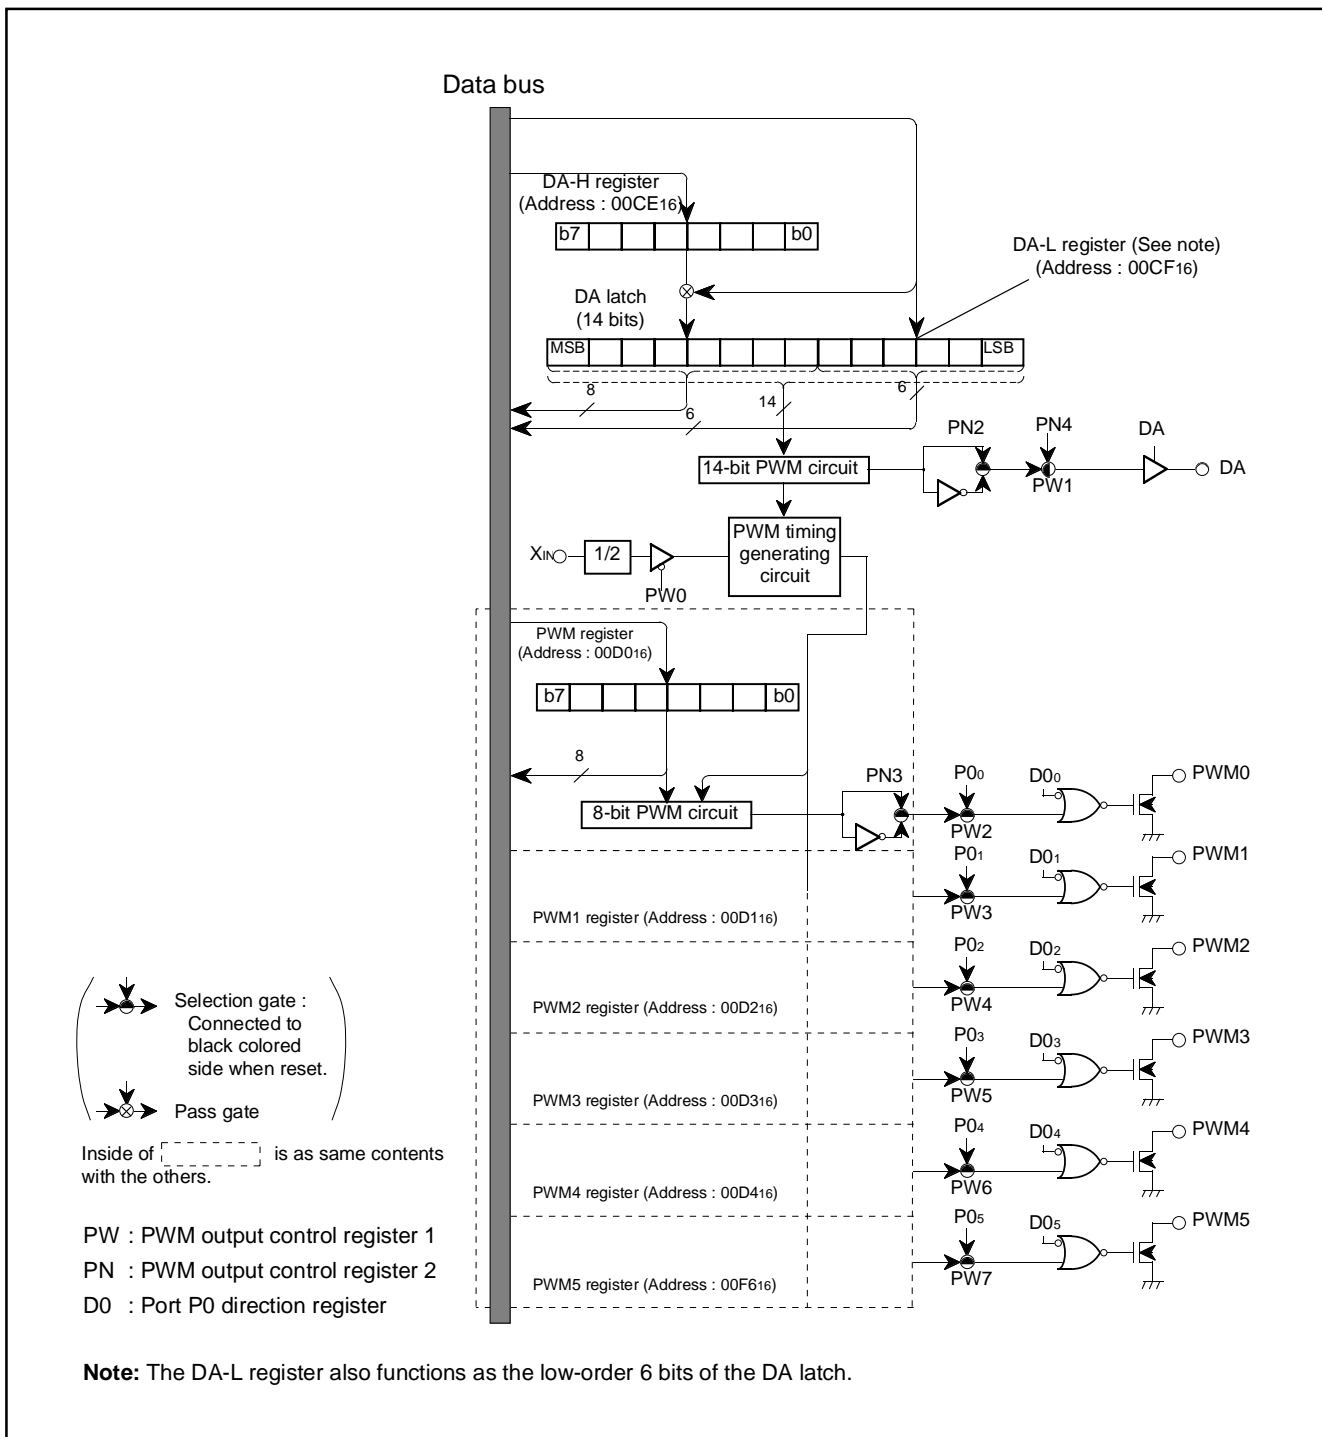 Data bus
DA-H register
(Address : 00CE16)
b7 b0
DA-L register (See note)
(Address : 00CF16)
DA latch
(14 bits)
MSB LSB
8
6
14
6
PN2 PN4 DA
14-bit PWM circuit
PW1
DA
XIN
1/2
PW0
PWM timing
generating
circuit
PWM register
(Address : 00D016)
b7 b0
8
8-bit PWM circuit
PN3
P00
PW2
D00
PWM0
P01
PW3
D01
PWM1
PWM1 register (Address : 00D116)
P02
PW4
D02
PWM2
PWM2 register (Address : 00D216)
P03
PW5
D03
PWM3
PWM3 register (Address : 00D316)
P04
PW6
D04
PWM4
PWM4 register (Address : 00D416)
P05
PW7
D05
PWM5
PWM5 register (Address : 00F616)
Selection gate :
Connected to
black colored
side when reset.
Pass gate
Inside of is as same contents
with the others.
PW : PWM output control register 1
PN : PWM output control register 2
D0 : Port P0 direction register
Note: The DA-L register also functions as the low-order 6 bits of the DA latch.